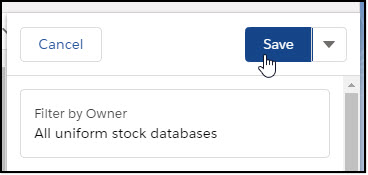 Cancel
Save
Filter by Owner
All uniform stock databases